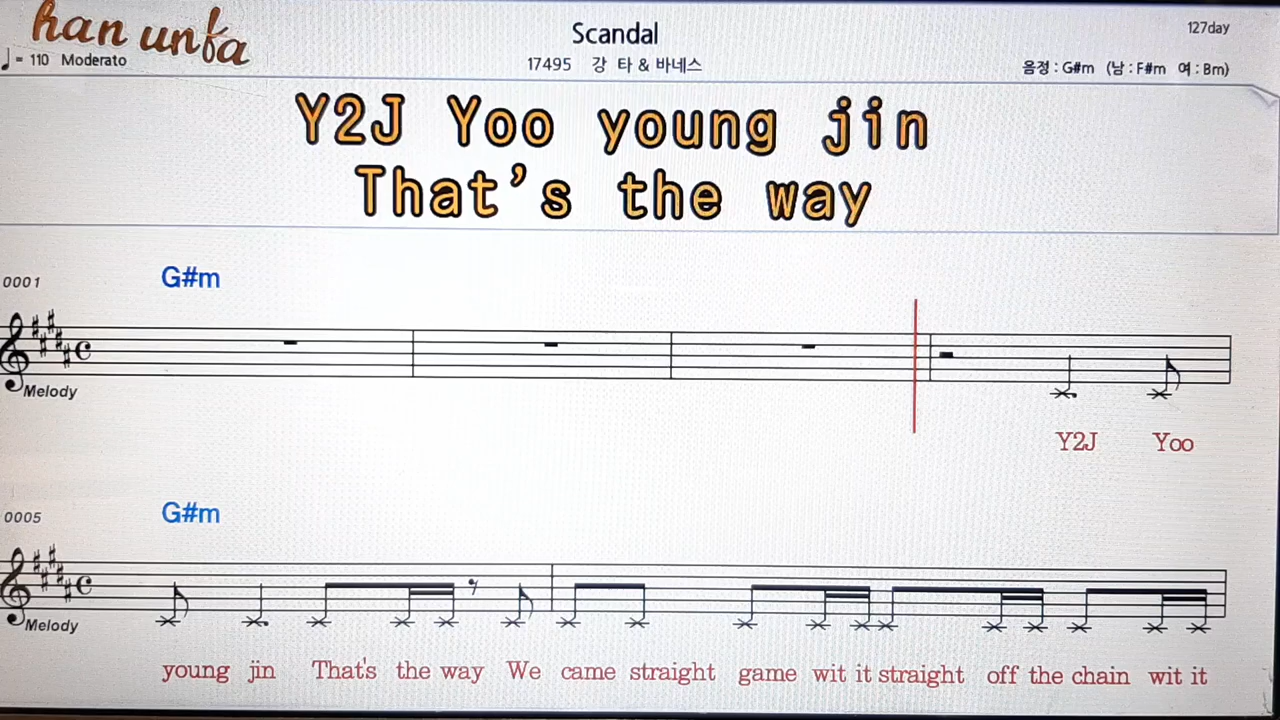 han unfa
Scandal
127day
♩= 110 Moderato
17495 강 타 & 바네스
음정 : G#m (남 : F#m 여 : Bm)
Y2J Yoo young jin
That's the way
0001
G#m
Melody
Y2J Yoo
0005
G#m
Melody
young jin That's the way We came straight game wit it straight off the chain wit it